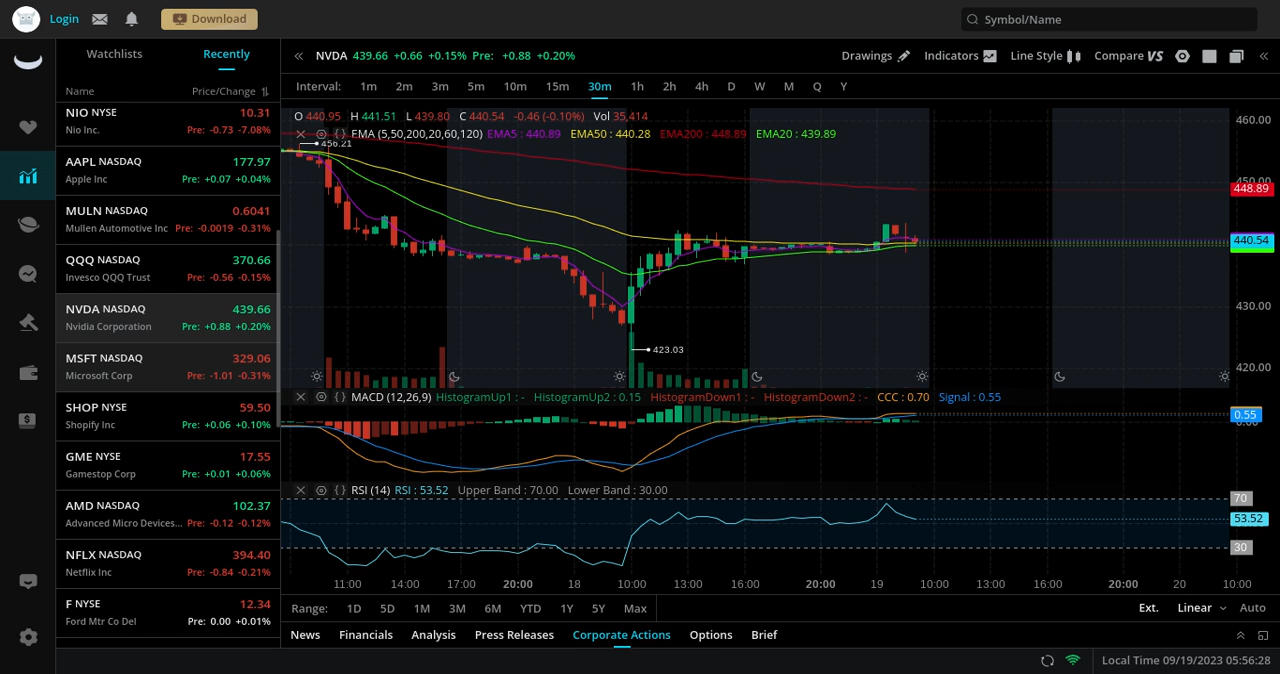 Login Download Symbol/Name
Watchlists Recently
Name Price/Change
NIO NYSE 10.31
Nio Inc. Pre: -0.73 -7.08%
AAPL NASDAQ 177.97
Apple Inc Pre: +0.07 +0.04%
MULN NASDAQ 0.6041
Mullen Automotive Inc Pre: -0.0019 -0.31%
QQQ NASDAQ 370.66
Invesco QQQ Trust Pre: -0.56 -0.15%
NVDA NASDAQ 439.66
Nvidia Corporation Pre: +0.88 +0.20%
MSFT NASDAQ 329.06
Microsoft Corp Pre: -1.01 -0.31%
SHOP NYSE 59.50
Shopify Inc Pre: +0.06 +0.10%
GME NYSE 17.55
Gamestop Corp Pre: +0.01 +0.06%
AMD NASDAQ 102.37
Advanced Micro Devices... Pre: -0.12 -0.12%
NFLX NASDAQ 394.40
Netflix Inc Pre: -0.84 -0.21%
F NYSE 12.34
Ford Mtr Co Del Pre: 0.00 +0.01%
NVDA 439.66 +0.66 +0.15% Pre: +0.88 +0.20%
Drawings Indicators Line Style Compare VS
Interval: 1m 2m 3m 5m 10m 15m 30m 1h 2h 4h D W M Q Y
O 440.95 H 441.51 L 439.80 C 440.54 -0.46 (-0.10%) Vol 35,414
EMA (5,50,200,20,60,120) EMA5 : 440.89 EMA50 : 440.28 EMA200 : 448.89 EMA20 : 439.89
456.21
423.03
460.00
450.00
448.89
440.54
430.00
420.00
MACD (12,26,9) HistogramUp1 : - HistogramUp2 : 0.15 HistogramDown1 : - HistogramDown2 : - CCC : 0.70 Signal : 0.55
0.55
0.00
RSI (14) RSI : 53.52 Upper Band : 70.00 Lower Band : 30.00
70
53.52
30
11:00 14:00 17:00 20:00 18 10:00 13:00 16:00 20:00 19 10:00 13:00 16:00 20:00 20 10:00
Range: 1D 5D 1M 3M 6M YTD 1Y 5Y Max Ext. Linear Auto
News Financials Analysis Press Releases Corporate Actions Options Brief
Local Time 09/19/2023 05:56:28